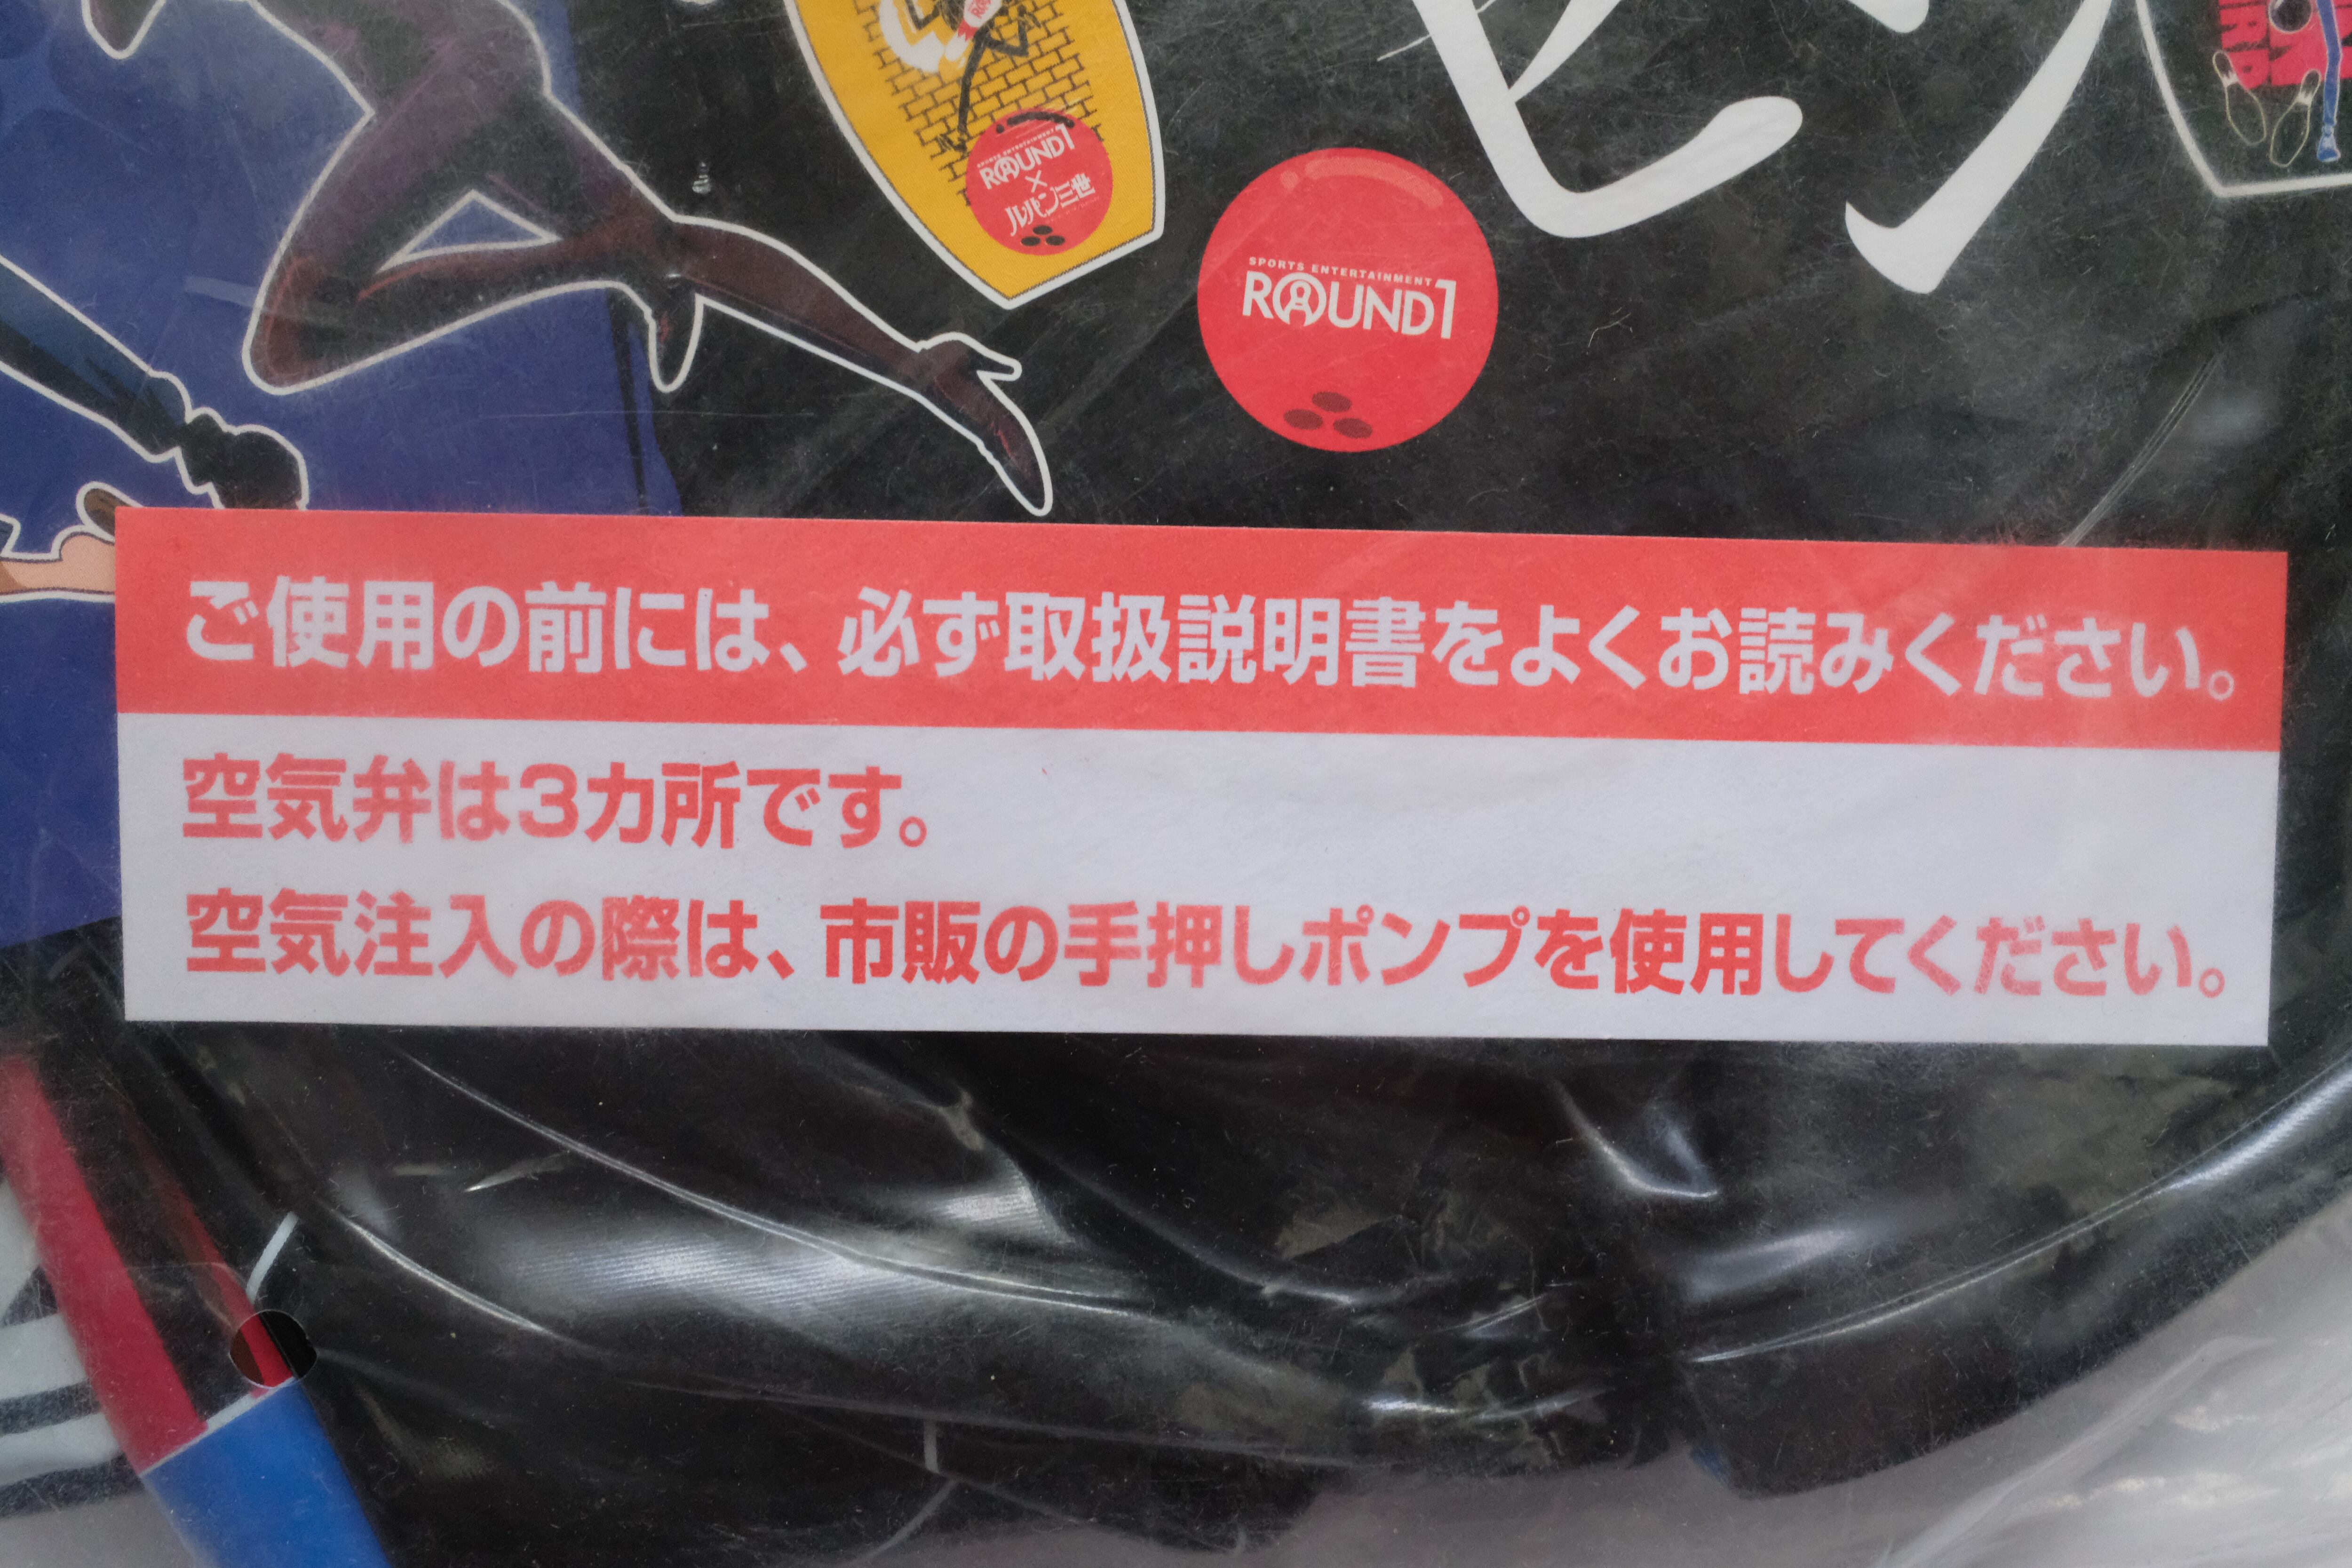 SPORTS ENTERTAINMENT
ROUND1
×
ルパン三世
SPORTS ENTERTAINMENT
ROUND1
ご使用の前には、必ず取扱説明書をよくお読みください。
空気弁は3カ所です。
空気注入の際は、市販の手押しポンプを使用してください。